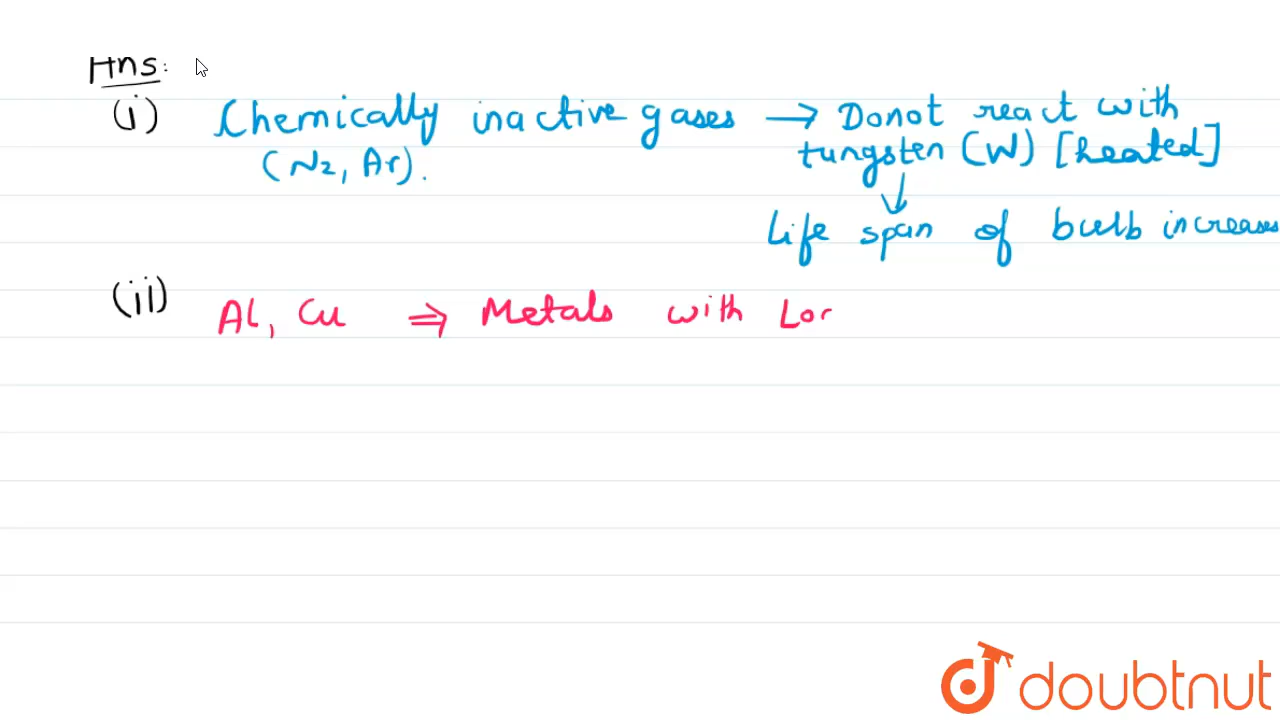 Ans:
(i) Chemically inactive gases → Donot react with
(N2, Ar). tungsten (W) [heated]
↓
Life span of bulb increases
(ii) Al, Cu ⇒ Metals with Lor
doubtnut